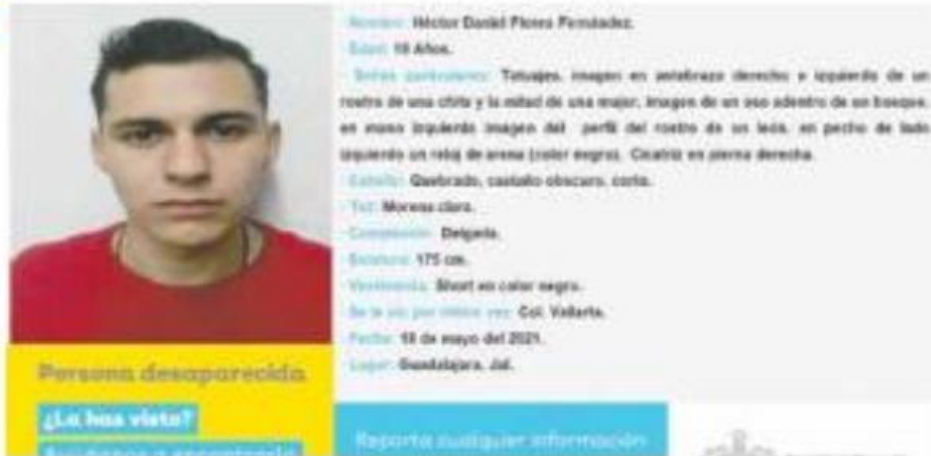 Nombre: Héctor Daniel Flores Fernández.
Edad: 18 Años.
Señas particulares: Tatuajes, imagen en antebrazo derecho e izquierdo de un
rostro de una chita y la mitad de una mujer, imagen de un oso adentro de un bosque,
en mano izquierda imagen del perfil del rostro de un león, en pecho de lado
izquierdo un reloj de arena (color negro). Cicatriz en pierna derecha.
Cabello: Quebrado, castaño obscuro, corto.
Tez: Morena clara.
Complexión: Delgada.
Estatura: 175 cm.
Vestimenta: Short en color negro.
Se le vio por última vez: Col. Vallarta.
Fecha: 18 de mayo del 2021.
Lugar: Guadalajara, Jal.
Persona desaparecida
¿Lo has visto?
Ayúdanos a encontrarlo
Reporta cualquier información